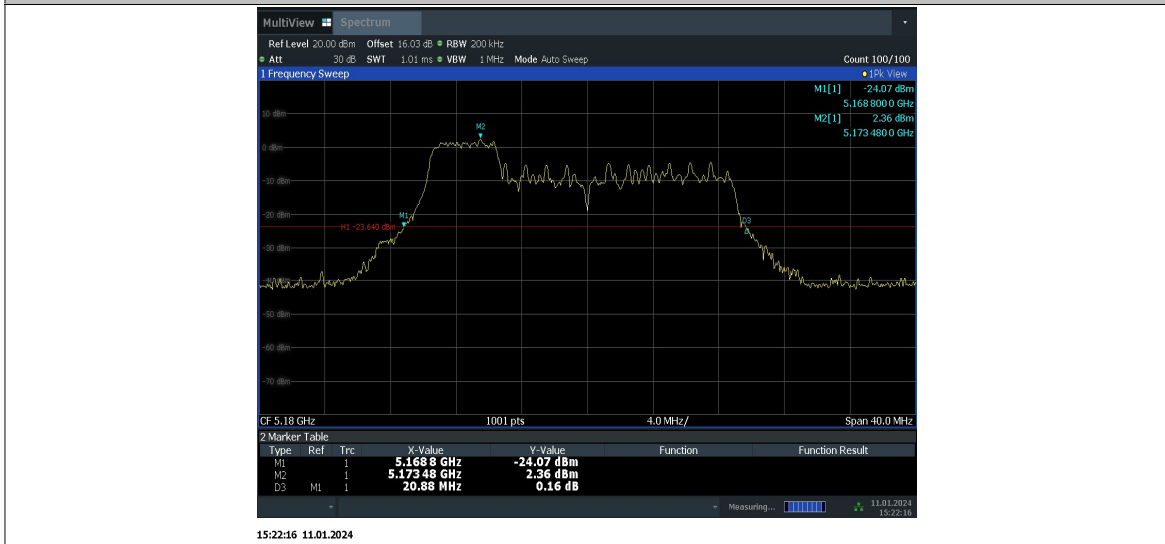 MultiView Spectrum
Ref Level 20.00 dBm Offset 16.03 dB RBW 200 kHz
Att 30 dB SWT 1.01 ms VBW 1 MHz Mode Auto Sweep Count 100/100
1 Frequency Sweep 1Pk View
M1[1] -24.07 dBm
5.168 800 0 GHz
10 dBm M2[1] 2.36 dBm
M2 5.173 480 0 GHz
0 dBm
-10 dBm
-20 dBm M1 D3
H1 -23.640 dBm
-30 dBm
-40 dBm
-50 dBm
-60 dBm
-70 dBm
CF 5.18 GHz 1001 pts 4.0 MHz/ Span 40.0 MHz
2 Marker Table
Type Ref Trc X-Value Y-Value Function Function Result
M1 1 5.168 8 GHz -24.07 dBm
M2 1 5.173 48 GHz 2.36 dBm
D3 M1 1 20.88 MHz 0.16 dB
Measuring... 11.01.2024
15:22:16
15:22:16 11.01.2024